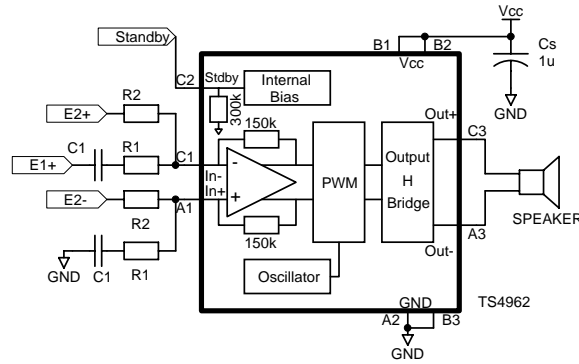 Vcc
Standby
B1
B2
Cs
1u
Vcc
C2
Stdby
Internal
Bias
GND
300k
R2
E2+
150k
Out+
C3
C1
R1
C1
E1+
In-
-
PWM
Output
H
Bridge
In+
+
E2-
A1
R2
150k
SPEAKER
A3
C1
R1
GND
Oscillator
Out-
GND
TS4962
A2
B3
GND